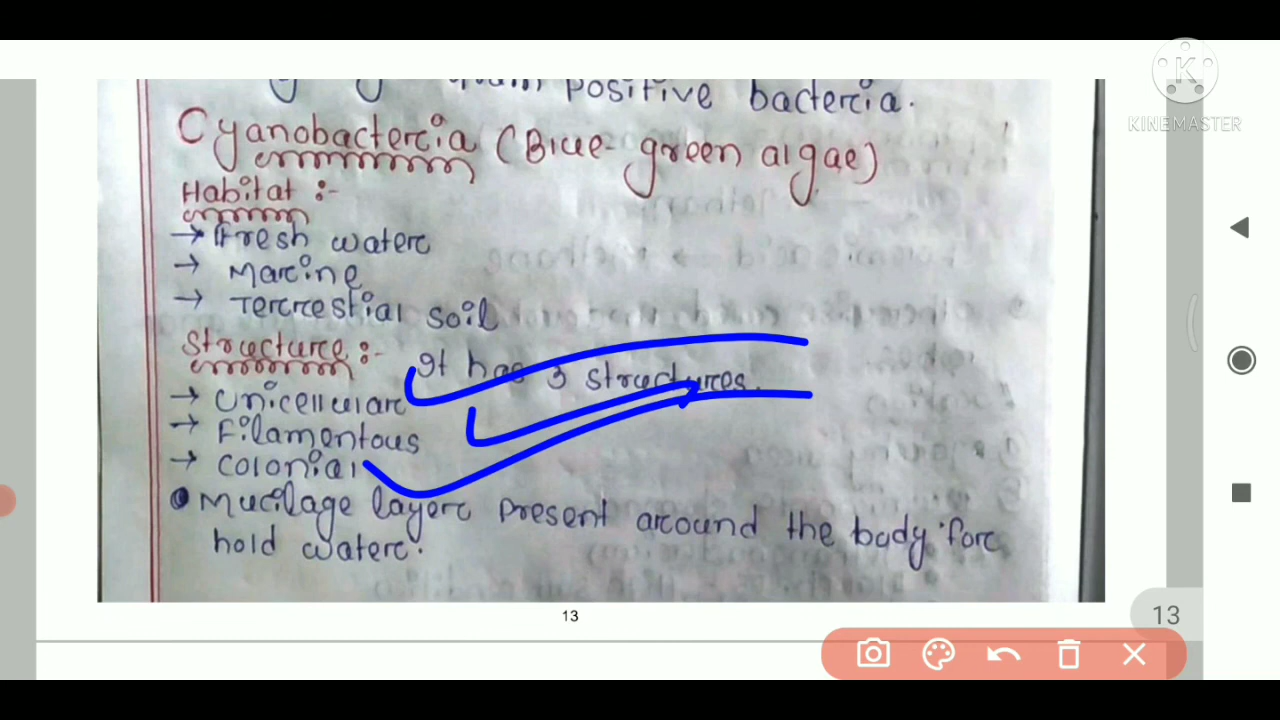 positive bacteria.
Cyanobacteria (Blue green algae)
Habitat :-
→ Fresh water
→ Marine
→ Terrestial soil
Structure :-
It has 3 structures.
→ Unicellular
→ Filamentous
→ Colonial
• Mucilage layer present around the body for
hold water.
13
13
K
KINEMASTER